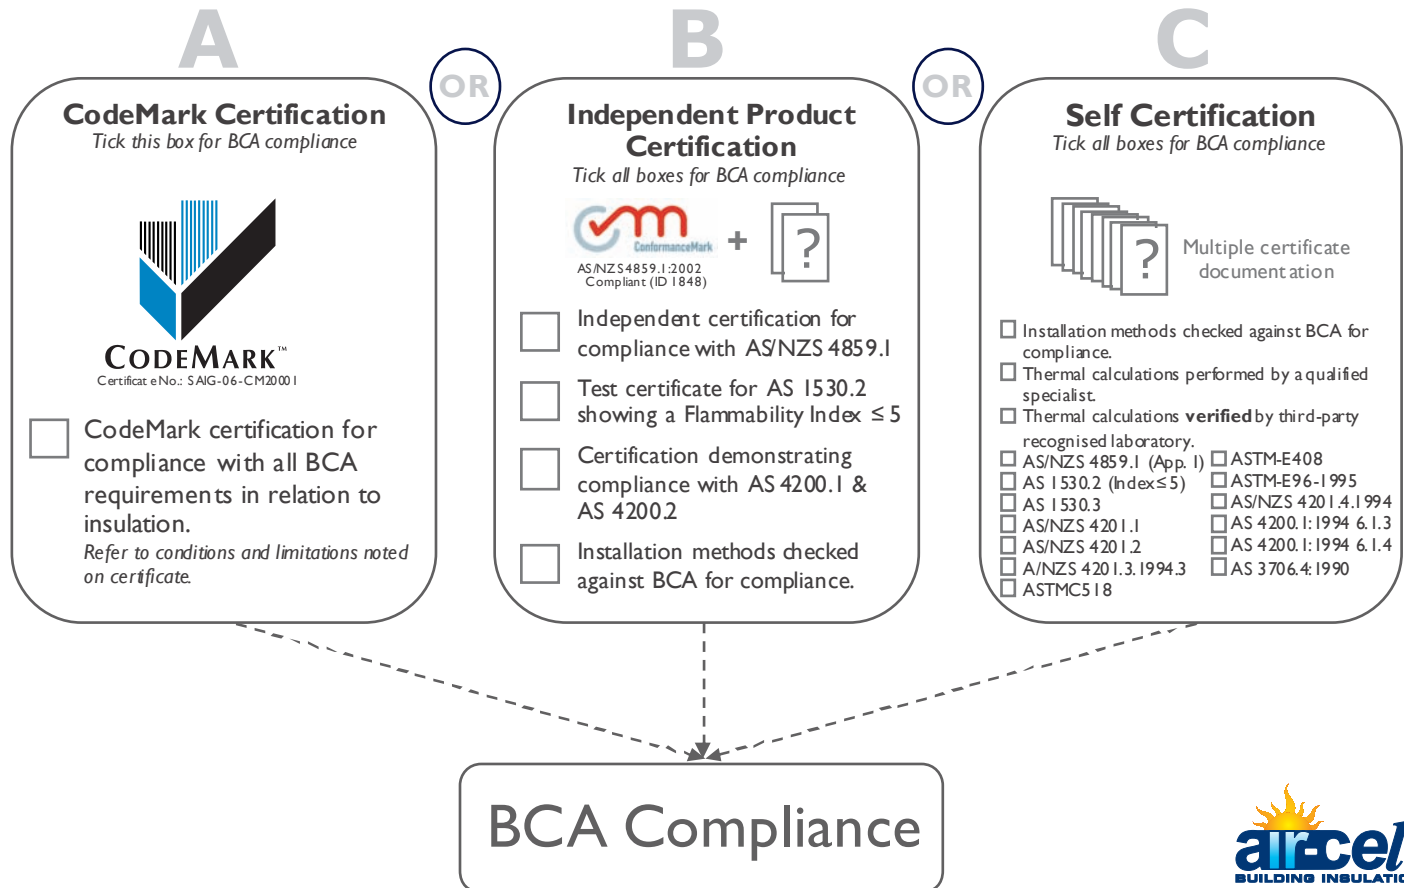 A
OR
B
OR
C
CodeMark Certification
Tick this box for BCA compliance
CODEMARK™
Certificate No.: SAIG-06-CM20001
CodeMark certification for
compliance with all BCA
requirements in relation to
insulation.
Refer to conditions and limitations noted
on certificate.
Independent Product
Certification
Tick all boxes for BCA compliance
cm
ConformanceMark
+
?
AS/NZS4859.1:2002
Compliant (ID 1848)
Independent certification for
compliance with AS/NZS 4859.1
Test certificate for AS 1530.2
showing a Flammability Index ≤ 5
Certification demonstrating
compliance with AS 4200.1 &
AS 4200.2
Installation methods checked
against BCA for compliance.
Self Certification
Tick all boxes for BCA compliance
?
Multiple certificate
documentation
Installation methods checked against BCA for
compliance.
Thermal calculations performed by a qualified
specialist.
Thermal calculations verified by third-party
recognised laboratory.
AS/NZS 4859.1 (App. 1)
AS 1530.2 (Index≤5)
AS 1530.3
AS/NZS 4201.1
AS/NZS 4201.2
A/NZS 4201.3.1994.3
ASTMC518
ASTM-E408
ASTM-E96-1995
AS/NZS 4201.4.1994
AS 4200.1:1994 6.1.3
AS 4200.1:1994 6.1.4
AS 3706.4:1990
BCA Compliance
air-cel
BUILDING INSULATIO